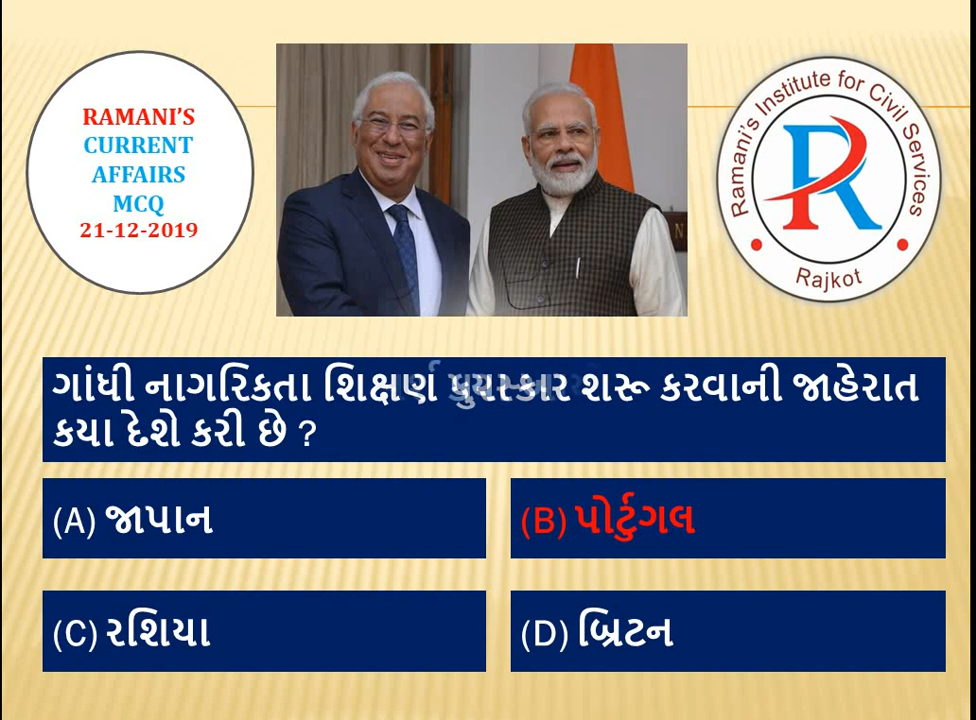 RAMANI'S
CURRENT
AFFAIRS
MCQ
21-12-2019
Ramani's Institute for Civil Services
Rajkot
N
ગાંધી નાગરિકતા શિક્ષણ શરૂ કરવાની જાહેરાત
કયા દેશે કરી છે ?
(A) જાપાન
(B) પોર્ટુગલ
(C) રશિયા
(D) બ્રિટન